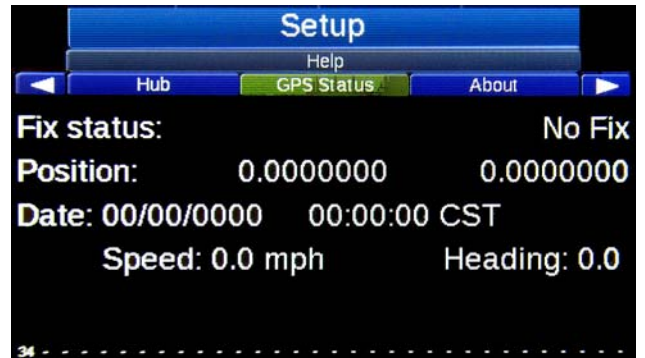 Setup
Help
Hub GPS Status About
Fix status: No Fix
Position: 0.0000000 0.0000000
Date: 00/00/0000 00:00:00 CST
Speed: 0.0 mph Heading: 0.0
34